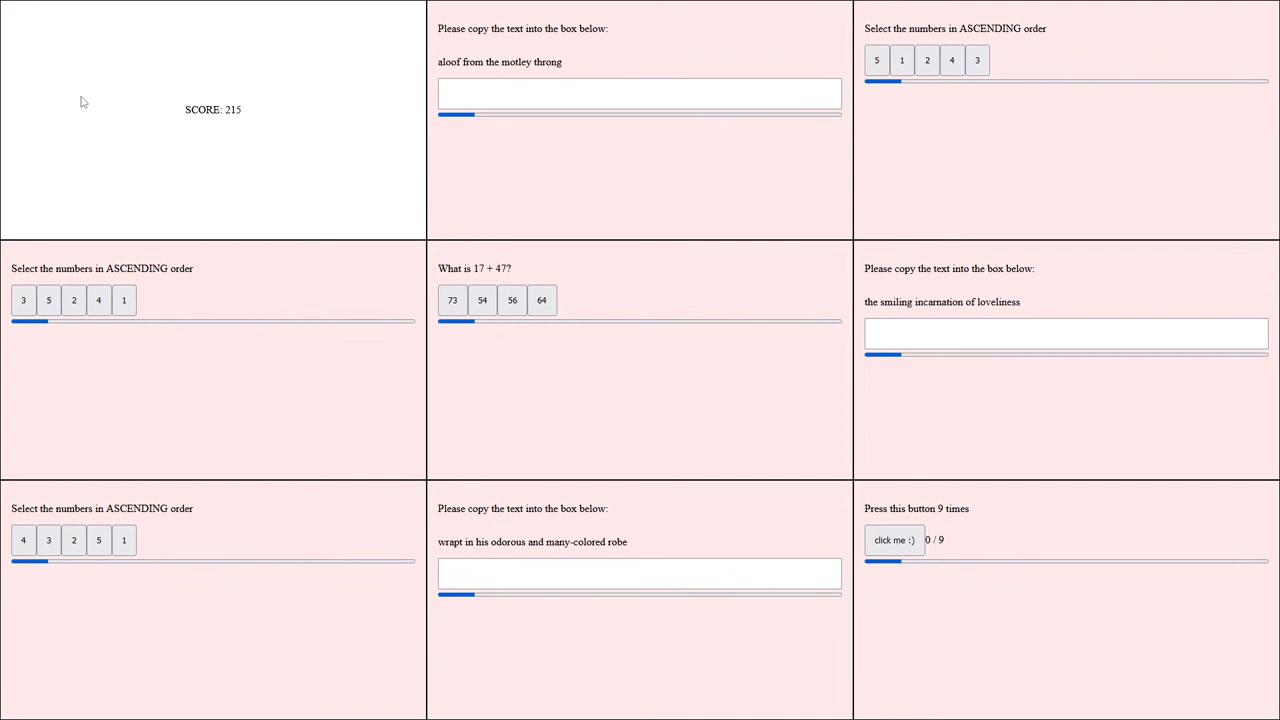 SCORE: 215
Please copy the text into the box below:
aloof from the motley throng
Select the numbers in ASCENDING order
5 1 2 4 3
Select the numbers in ASCENDING order
3 5 2 4 1
What is 17 + 47?
73 54 56 64
Please copy the text into the box below:
the smiling incarnation of loveliness
Select the numbers in ASCENDING order
4 3 2 5 1
Please copy the text into the box below:
wrapt in his odorous and many-colored robe
Press this button 9 times
click me :) 0 / 9